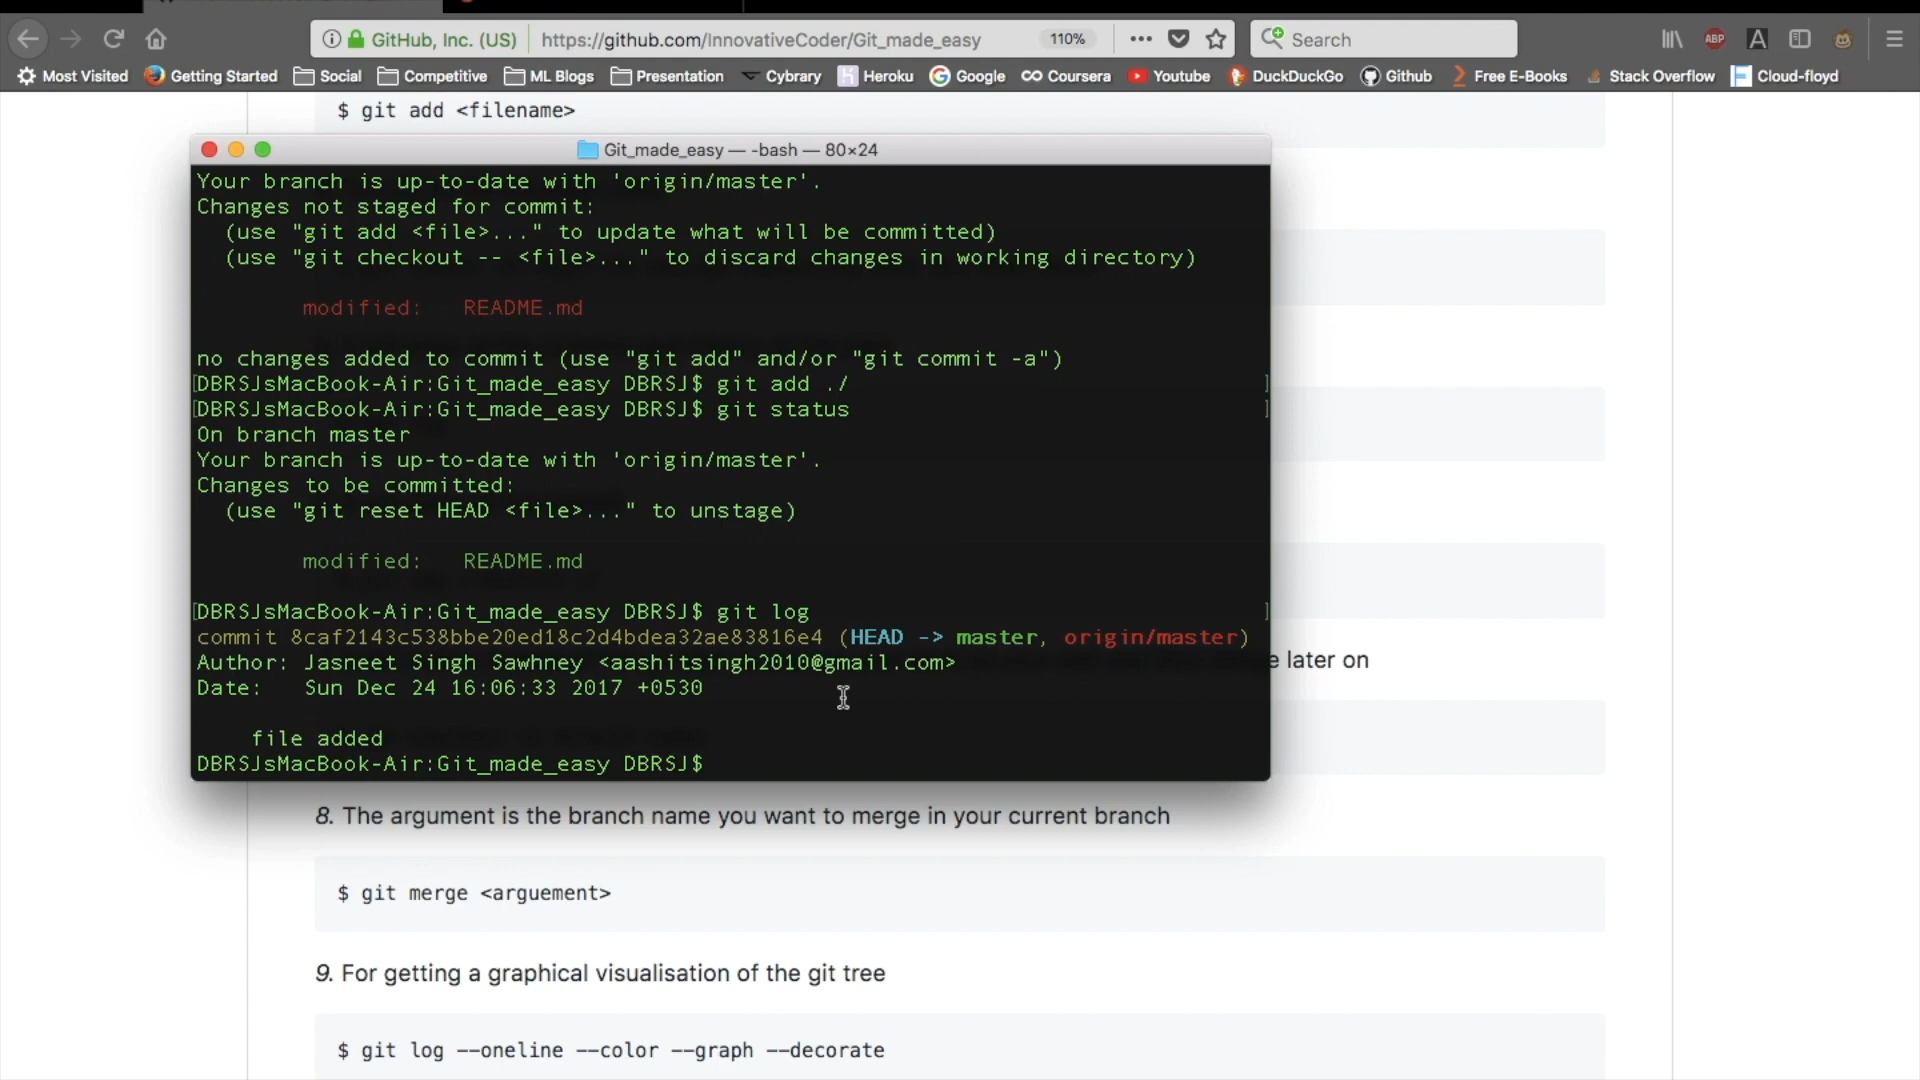 GitHub, Inc. (US)
https://github.com/InnovativeCoder/Git_made_easy
110%
Search
ABP
A
Most Visited
Getting Started
Social
Competitive
ML Blogs
Presentation
Cybrary
Heroku
Google
Coursera
Youtube
DuckDuckGo
Github
Free E-Books
Stack Overflow
Cloud-floyd
$ git add <filename>
Git_made_easy — -bash — 80×24
Your branch is up-to-date with 'origin/master'.
Changes not staged for commit:
(use "git add <file>..." to update what will be committed)
(use "git checkout -- <file>..." to discard changes in working directory)
modified: README.md
no changes added to commit (use "git add" and/or "git commit -a")
[DBRSJsMacBook-Air:Git_made_easy DBRSJ$ git add ./ ]
[DBRSJsMacBook-Air:Git_made_easy DBRSJ$ git status ]
On branch master
Your branch is up-to-date with 'origin/master'.
Changes to be committed:
(use "git reset HEAD <file>..." to unstage)
modified: README.md
[DBRSJsMacBook-Air:Git_made_easy DBRSJ$ git log ]
commit 8caf2143c538bbe20ed18c2d4bdea32ae83816e4 (HEAD -> master, origin/master)
Author: Jasneet Singh Sawhney <aashitsingh2010@gmail.com>
Date: Sun Dec 24 16:06:33 2017 +0530
file added
DBRSJsMacBook-Air:Git_made_easy DBRSJ$
later on
8. The argument is the branch name you want to merge in your current branch
$ git merge <arguement>
9. For getting a graphical visualisation of the git tree
$ git log --oneline --color --graph --decorate